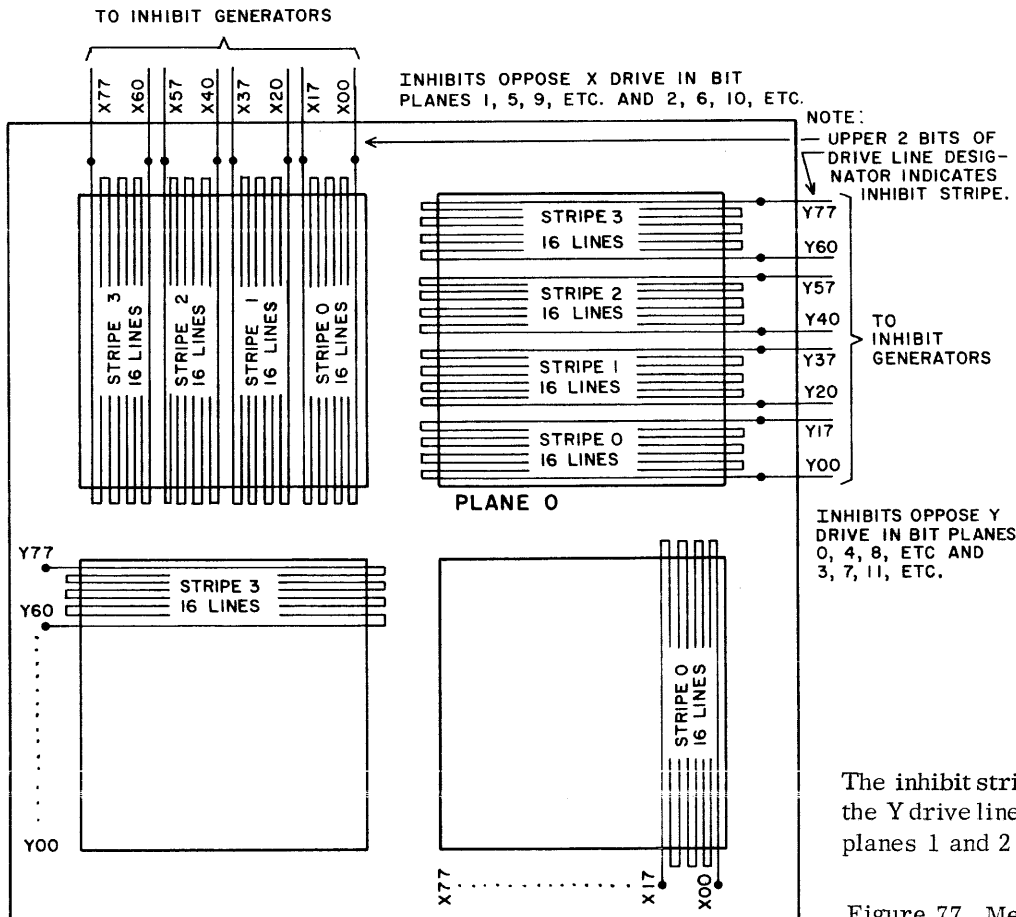 TO INHIBIT GENERATORS
X77
X60
X57
X40
X37
X20
X17
X00
INHIBITS OPPOSE X DRIVE IN BIT
PLANES 1, 5, 9, ETC. AND 2, 6, 10, ETC.
NOTE:
UPPER 2 BITS OF
DRIVE LINE DESIG-
NATOR INDICATES
INHIBIT STRIPE.
STRIPE 3
16 LINES
STRIPE 2
16 LINES
STRIPE 1
16 LINES
STRIPE 0
16 LINES
STRIPE 3
16 LINES
STRIPE 2
16 LINES
STRIPE 1
16 LINES
STRIPE 0
16 LINES
Y77
Y60
Y57
Y40
Y37
Y20
Y17
Y00
TO
INHIBIT
GENERATORS
PLANE 0
INHIBITS OPPOSE Y
DRIVE IN BIT PLANES
0, 4, 8, ETC AND
3, 7, 11, ETC.
Y77
Y60
Y00
STRIPE 3
16 LINES
STRIPE 0
16 LINES
X77
X17
X00
The inhibit stri
the Y drive line
planes 1 and 2
Figure 77. Me